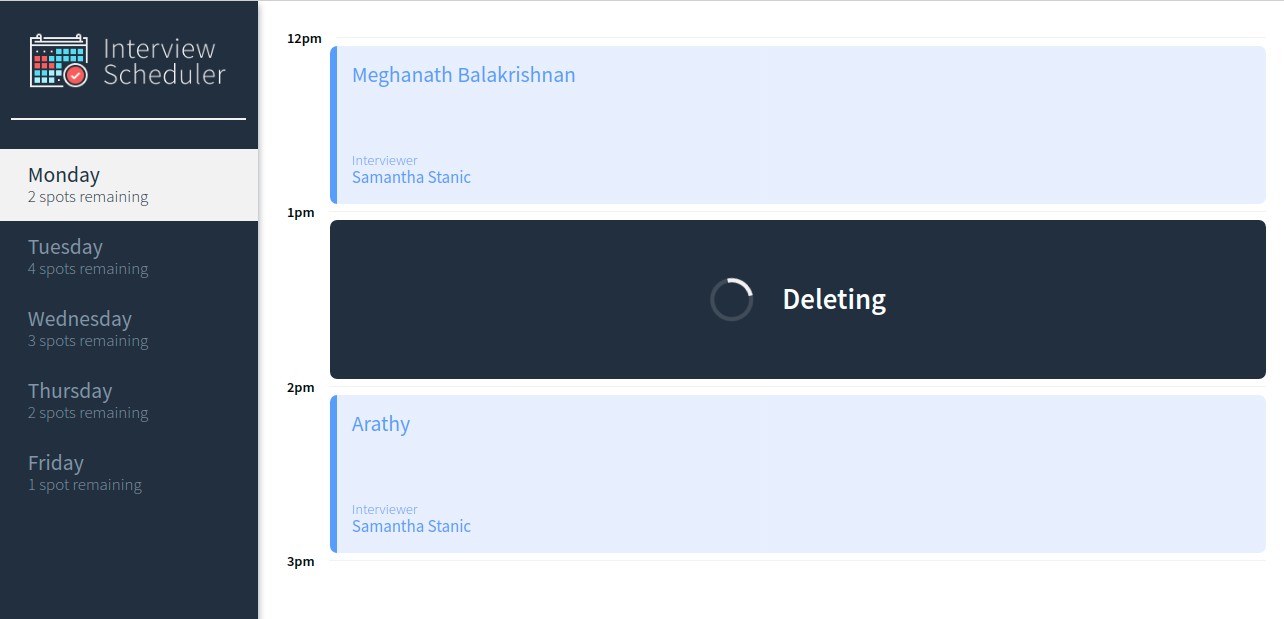 Interview
Scheduler
Monday
2 spots remaining
Tuesday
4 spots remaining
Wednesday
3 spots remaining
Thursday
2 spots remaining
Friday
1 spot remaining
12pm
Meghanath Balakrishnan
Interviewer
Samantha Stanic
1pm
Deleting
2pm
Arathy
Interviewer
Samantha Stanic
3pm